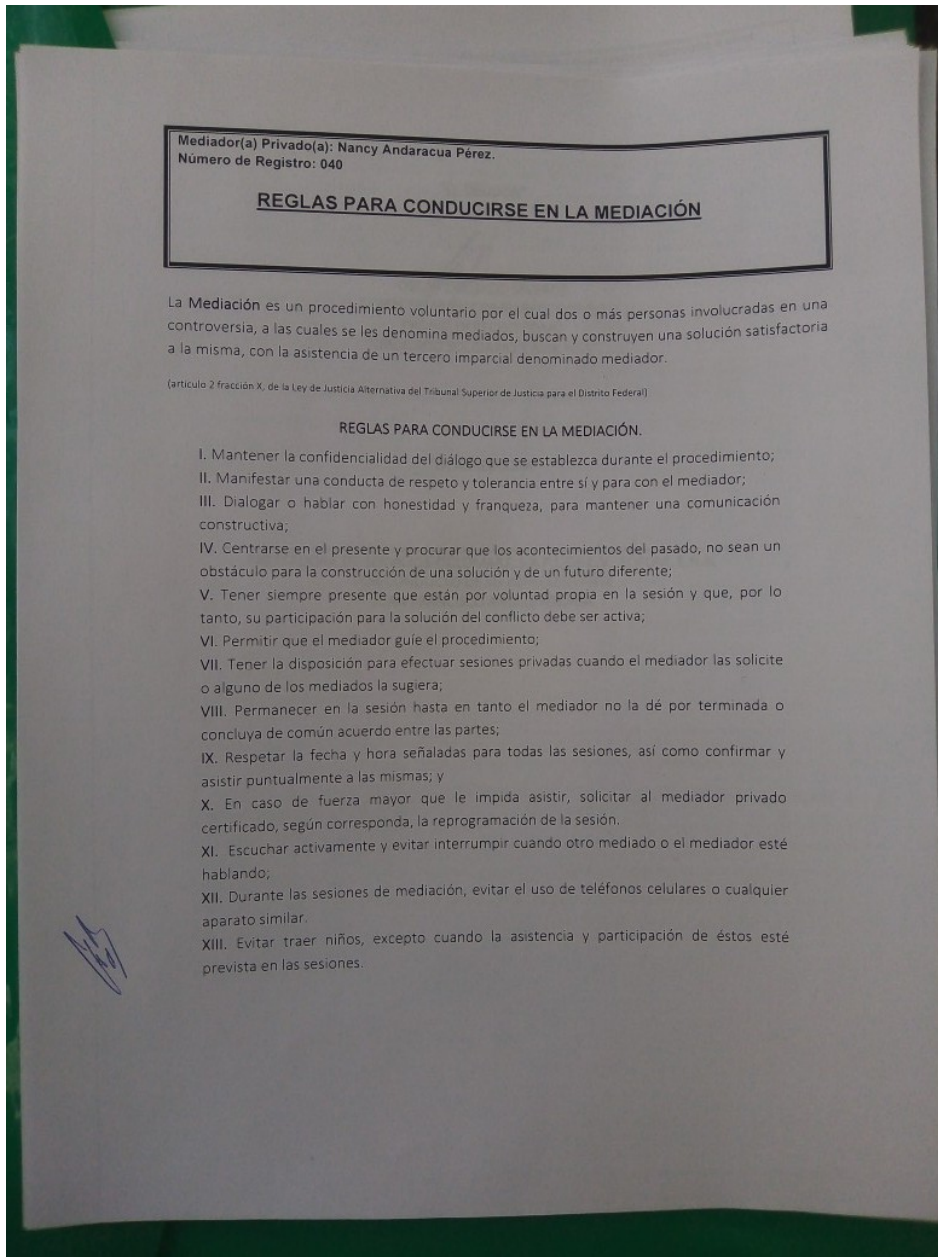 Mediador(a) Privado(a): Nancy Andaracua Pérez.
Número de Registro: 040
REGLAS PARA CONDUCIRSE EN LA MEDIACIÓN
La Mediación es un procedimiento voluntario por el cual dos o más personas involucradas en una
controversia, a las cuales se les denomina mediados, buscan y construyen una solución satisfactoria
a la misma, con la asistencia de un tercero imparcial denominado mediador.
(artículo 2 fracción X, de la Ley de Justicia Alternativa del Tribunal Superior de Justicia para el Distrito Federal)
REGLAS PARA CONDUCIRSE EN LA MEDIACIÓN.
I. Mantener la confidencialidad del diálogo que se establezca durante el procedimiento;
II. Manifestar una conducta de respeto y tolerancia entre sí y para con el mediador;
III. Dialogar o hablar con honestidad y franqueza, para mantener una comunicación
constructiva;
IV. Centrarse en el presente y procurar que los acontecimientos del pasado, no sean un
obstáculo para la construcción de una solución y de un futuro diferente;
V. Tener siempre presente que están por voluntad propia en la sesión y que, por lo
tanto, su participación para la solución del conflicto debe ser activa;
VI. Permitir que el mediador guíe el procedimiento;
VII. Tener la disposición para efectuar sesiones privadas cuando el mediador las solicite
o alguno de los mediados la sugiera;
VIII. Permanecer en la sesión hasta en tanto el mediador no la dé por terminada o
concluya de común acuerdo entre las partes;
IX. Respetar la fecha y hora señaladas para todas las sesiones, así como confirmar y
asistir puntualmente a las mismas; y
X. En caso de fuerza mayor que le impida asistir, solicitar al mediador privado
certificado, según corresponda, la reprogramación de la sesión.
XI. Escuchar activamente y evitar interrumpir cuando otro mediado o el mediador esté
hablando;
XII. Durante las sesiones de mediación, evitar el uso de teléfonos celulares o cualquier
aparato similar.
XIII. Evitar traer niños, excepto cuando la asistencia y participación de éstos esté
prevista en las sesiones.